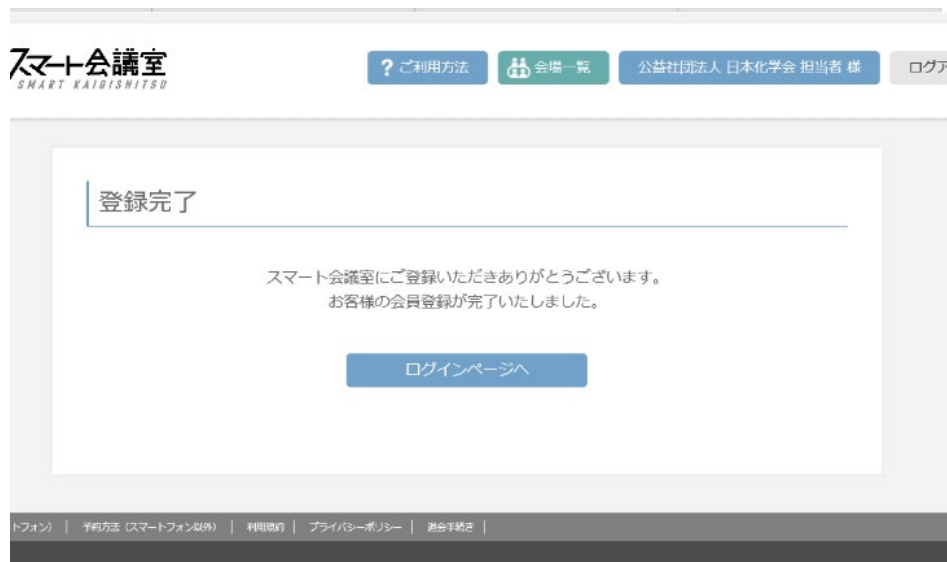 スマート会議室
SMART KAIGISHITSU
? ご利用方法
会場一覧
公益社団法人 日本化学会 担当者 様
ログア
登録完了
スマート会議室にご登録いただきありがとうございます。
お客様の会員登録が完了いたしました。
ログインページへ
トフォン) | 予約方法 (スマートフォン以外) | 利用規約 | プライバシーポリシー | 退会手続き |